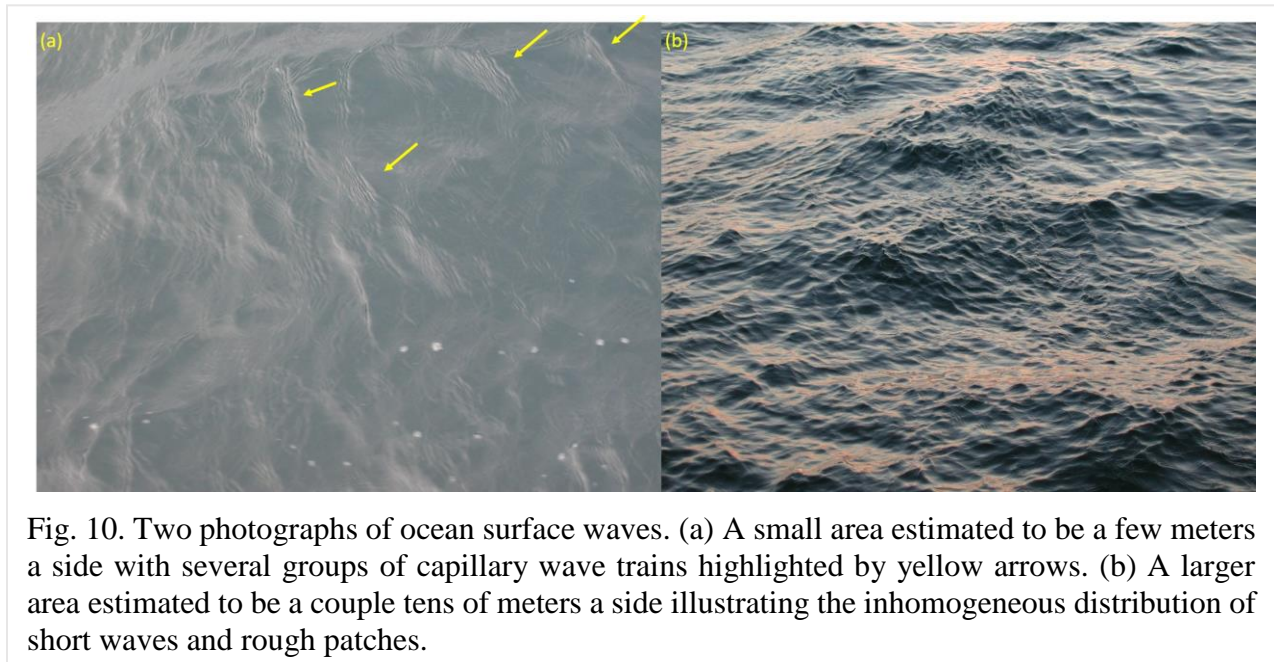 (a)
(b)
Fig. 10. Two photographs of ocean surface waves. (a) A small area estimated to be a few meters
a side with several groups of capillary wave trains highlighted by yellow arrows. (b) A larger
area estimated to be a couple tens of meters a side illustrating the inhomogeneous distribution of
short waves and rough patches.